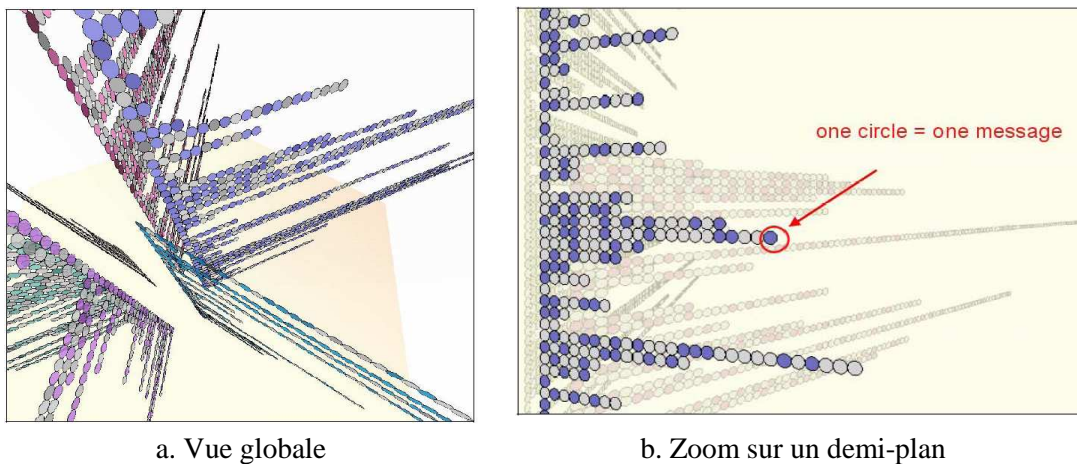 one circle = one message
a. Vue globale
b. Zoom sur un demi-plan